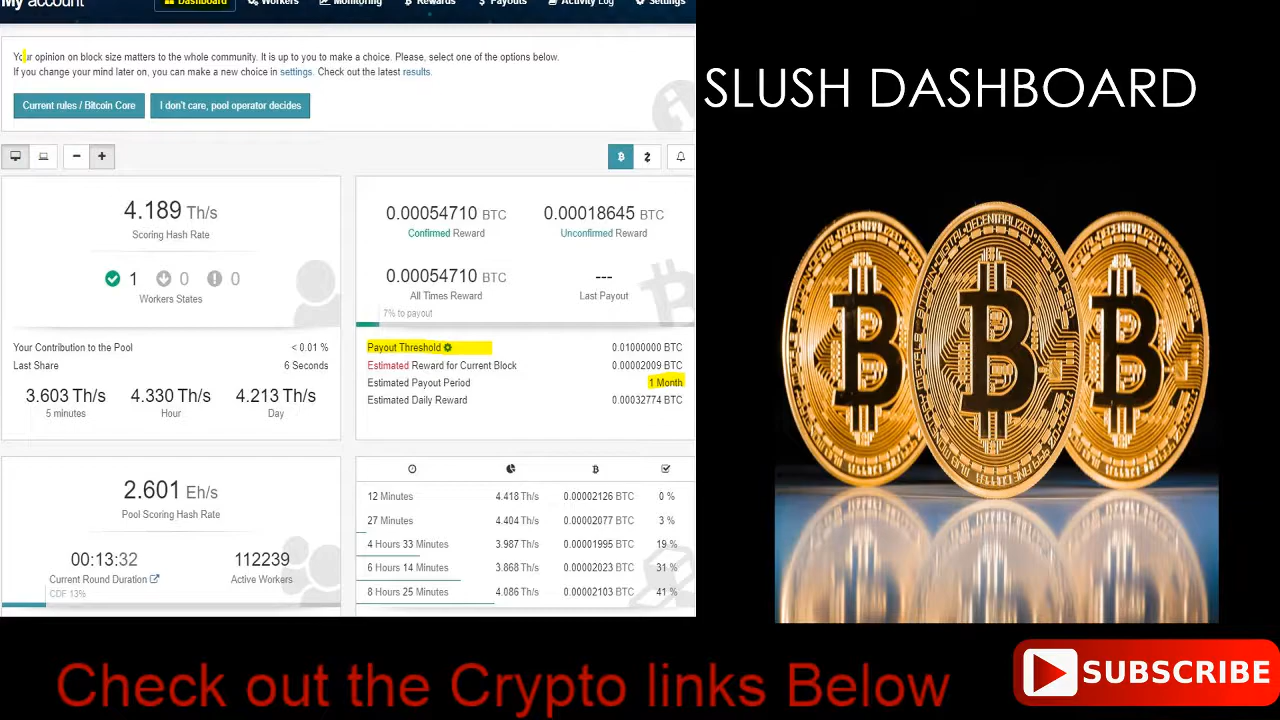 My account
Dashboard Workers Monitoring Rewards Payouts Activity Log Settings
Your opinion on block size matters to the whole community. It is up to you to make a choice. Please, select one of the options below.
If you change your mind later on, you can make a new choice in settings. Check out the latest results.
Current rules / Bitcoin Core I don't care, pool operator decides
SLUSH DASHBOARD
4.189 Th/s
Scoring Hash Rate
1 0 0
Workers States
Your Contribution to the Pool < 0.01 %
Last Share 6 Seconds
3.603 Th/s 4.330 Th/s 4.213 Th/s
5 minutes Hour Day
0.00054710 BTC 0.00018645 BTC
Confirmed Reward Unconfirmed Reward
0.00054710 BTC ---
All Times Reward Last Payout
7% to payout
Payout Threshold 0.01000000 BTC
Estimated Reward for Current Block 0.00002009 BTC
Estimated Payout Period 1 Month
Estimated Daily Reward 0.00032774 BTC
2.601 Eh/s
Pool Scoring Hash Rate
00:13:32 112239
Current Round Duration Active Workers
CDF 13%
12 Minutes 4.418 Th/s 0.00002126 BTC 0 %
27 Minutes 4.404 Th/s 0.00002077 BTC 3 %
4 Hours 33 Minutes 3.987 Th/s 0.00001995 BTC 19 %
6 Hours 14 Minutes 3.868 Th/s 0.00002023 BTC 31 %
8 Hours 25 Minutes 4.086 Th/s 0.00002103 BTC 41 %
Check out the Crypto links Below
SUBSCRIBE